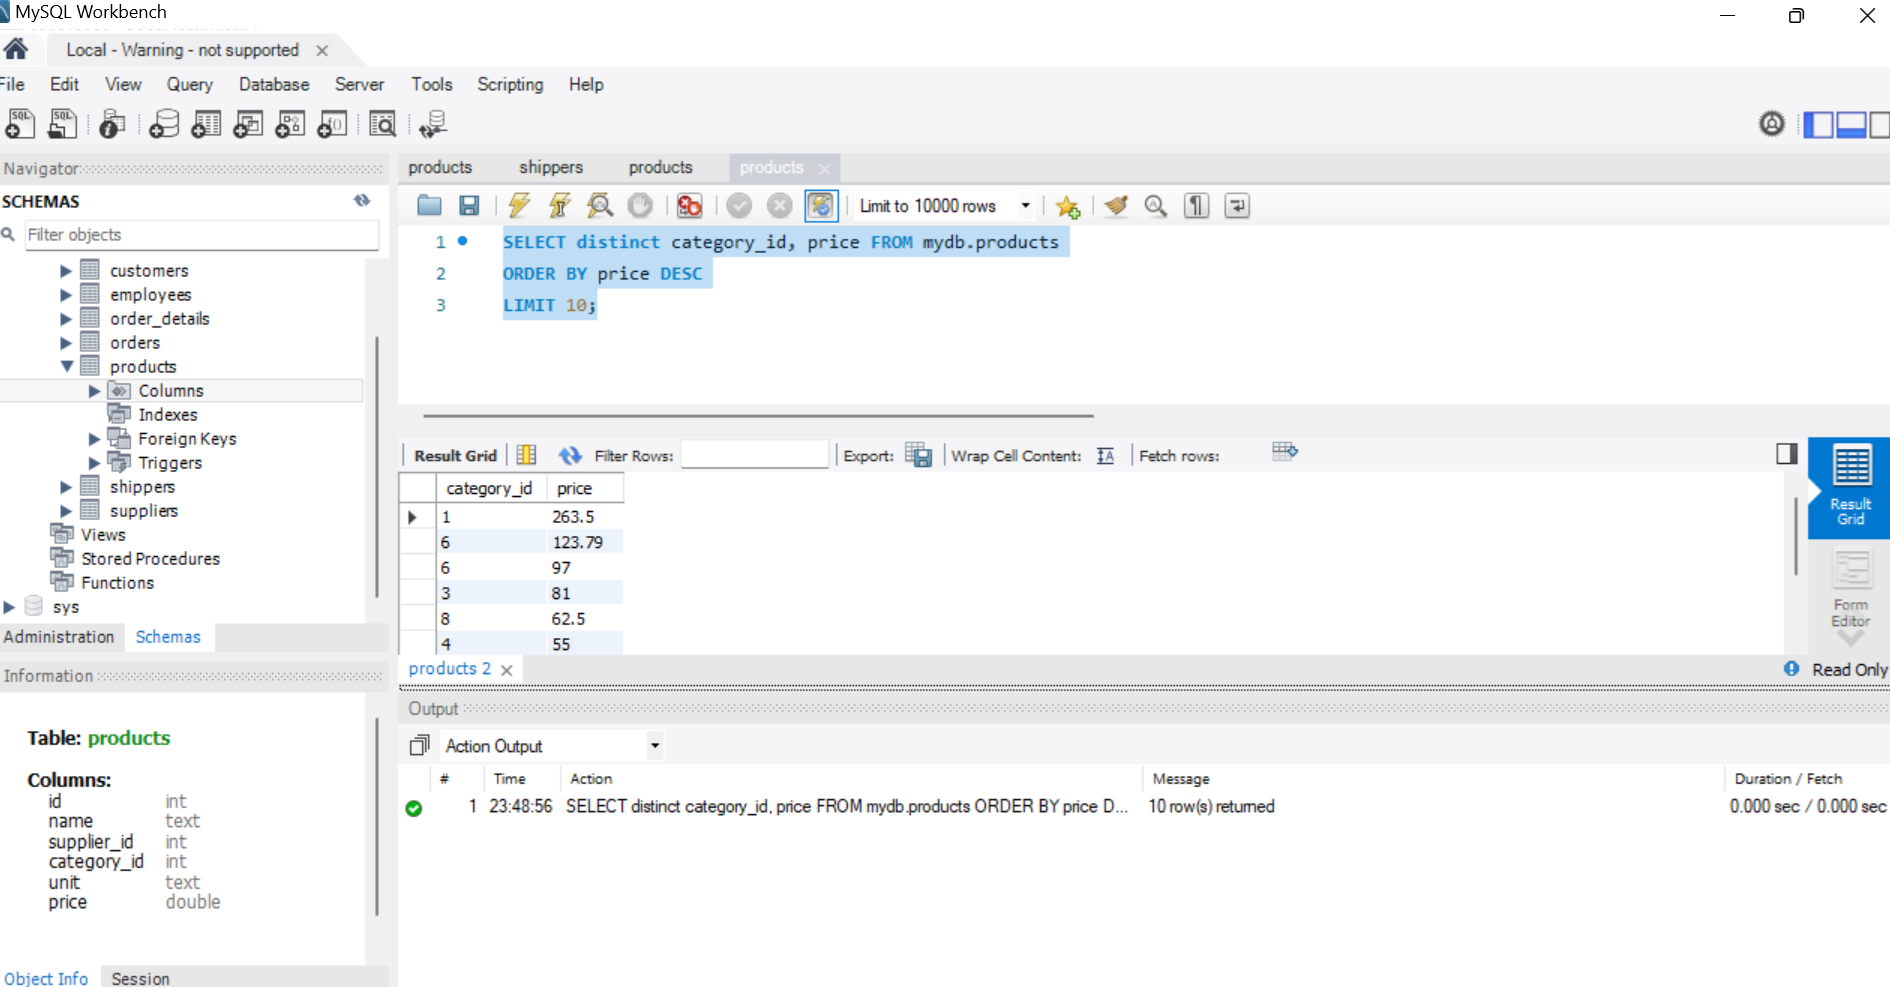 MySQL Workbench
Local - Warning - not supported
File Edit View Query Database Server Tools Scripting Help
Navigator
SCHEMAS
Filter objects
customers
employees
order_details
orders
products
Columns
Indexes
Foreign Keys
Triggers
shippers
suppliers
Views
Stored Procedures
Functions
sys
Administration Schemas
Information
Table: products
Columns:
id int
name text
supplier_id int
category_id int
unit text
price double
Object Info Session
products shippers products products
Limit to 10000 rows
1 SELECT distinct category_id, price FROM mydb.products
2 ORDER BY price DESC
3 LIMIT 10;
Result Grid Filter Rows: Export: Wrap Cell Content: Fetch rows:
category_id price
1 263.5
6 123.79
6 97
3 81
8 62.5
4 55
Result
Grid
Form
Editor
products 2
Read Only
Output
Action Output
# Time Action Message Duration / Fetch
1 23:48:56 SELECT distinct category_id, price FROM mydb.products ORDER BY price D... 10 row(s) returned 0.000 sec / 0.000 sec